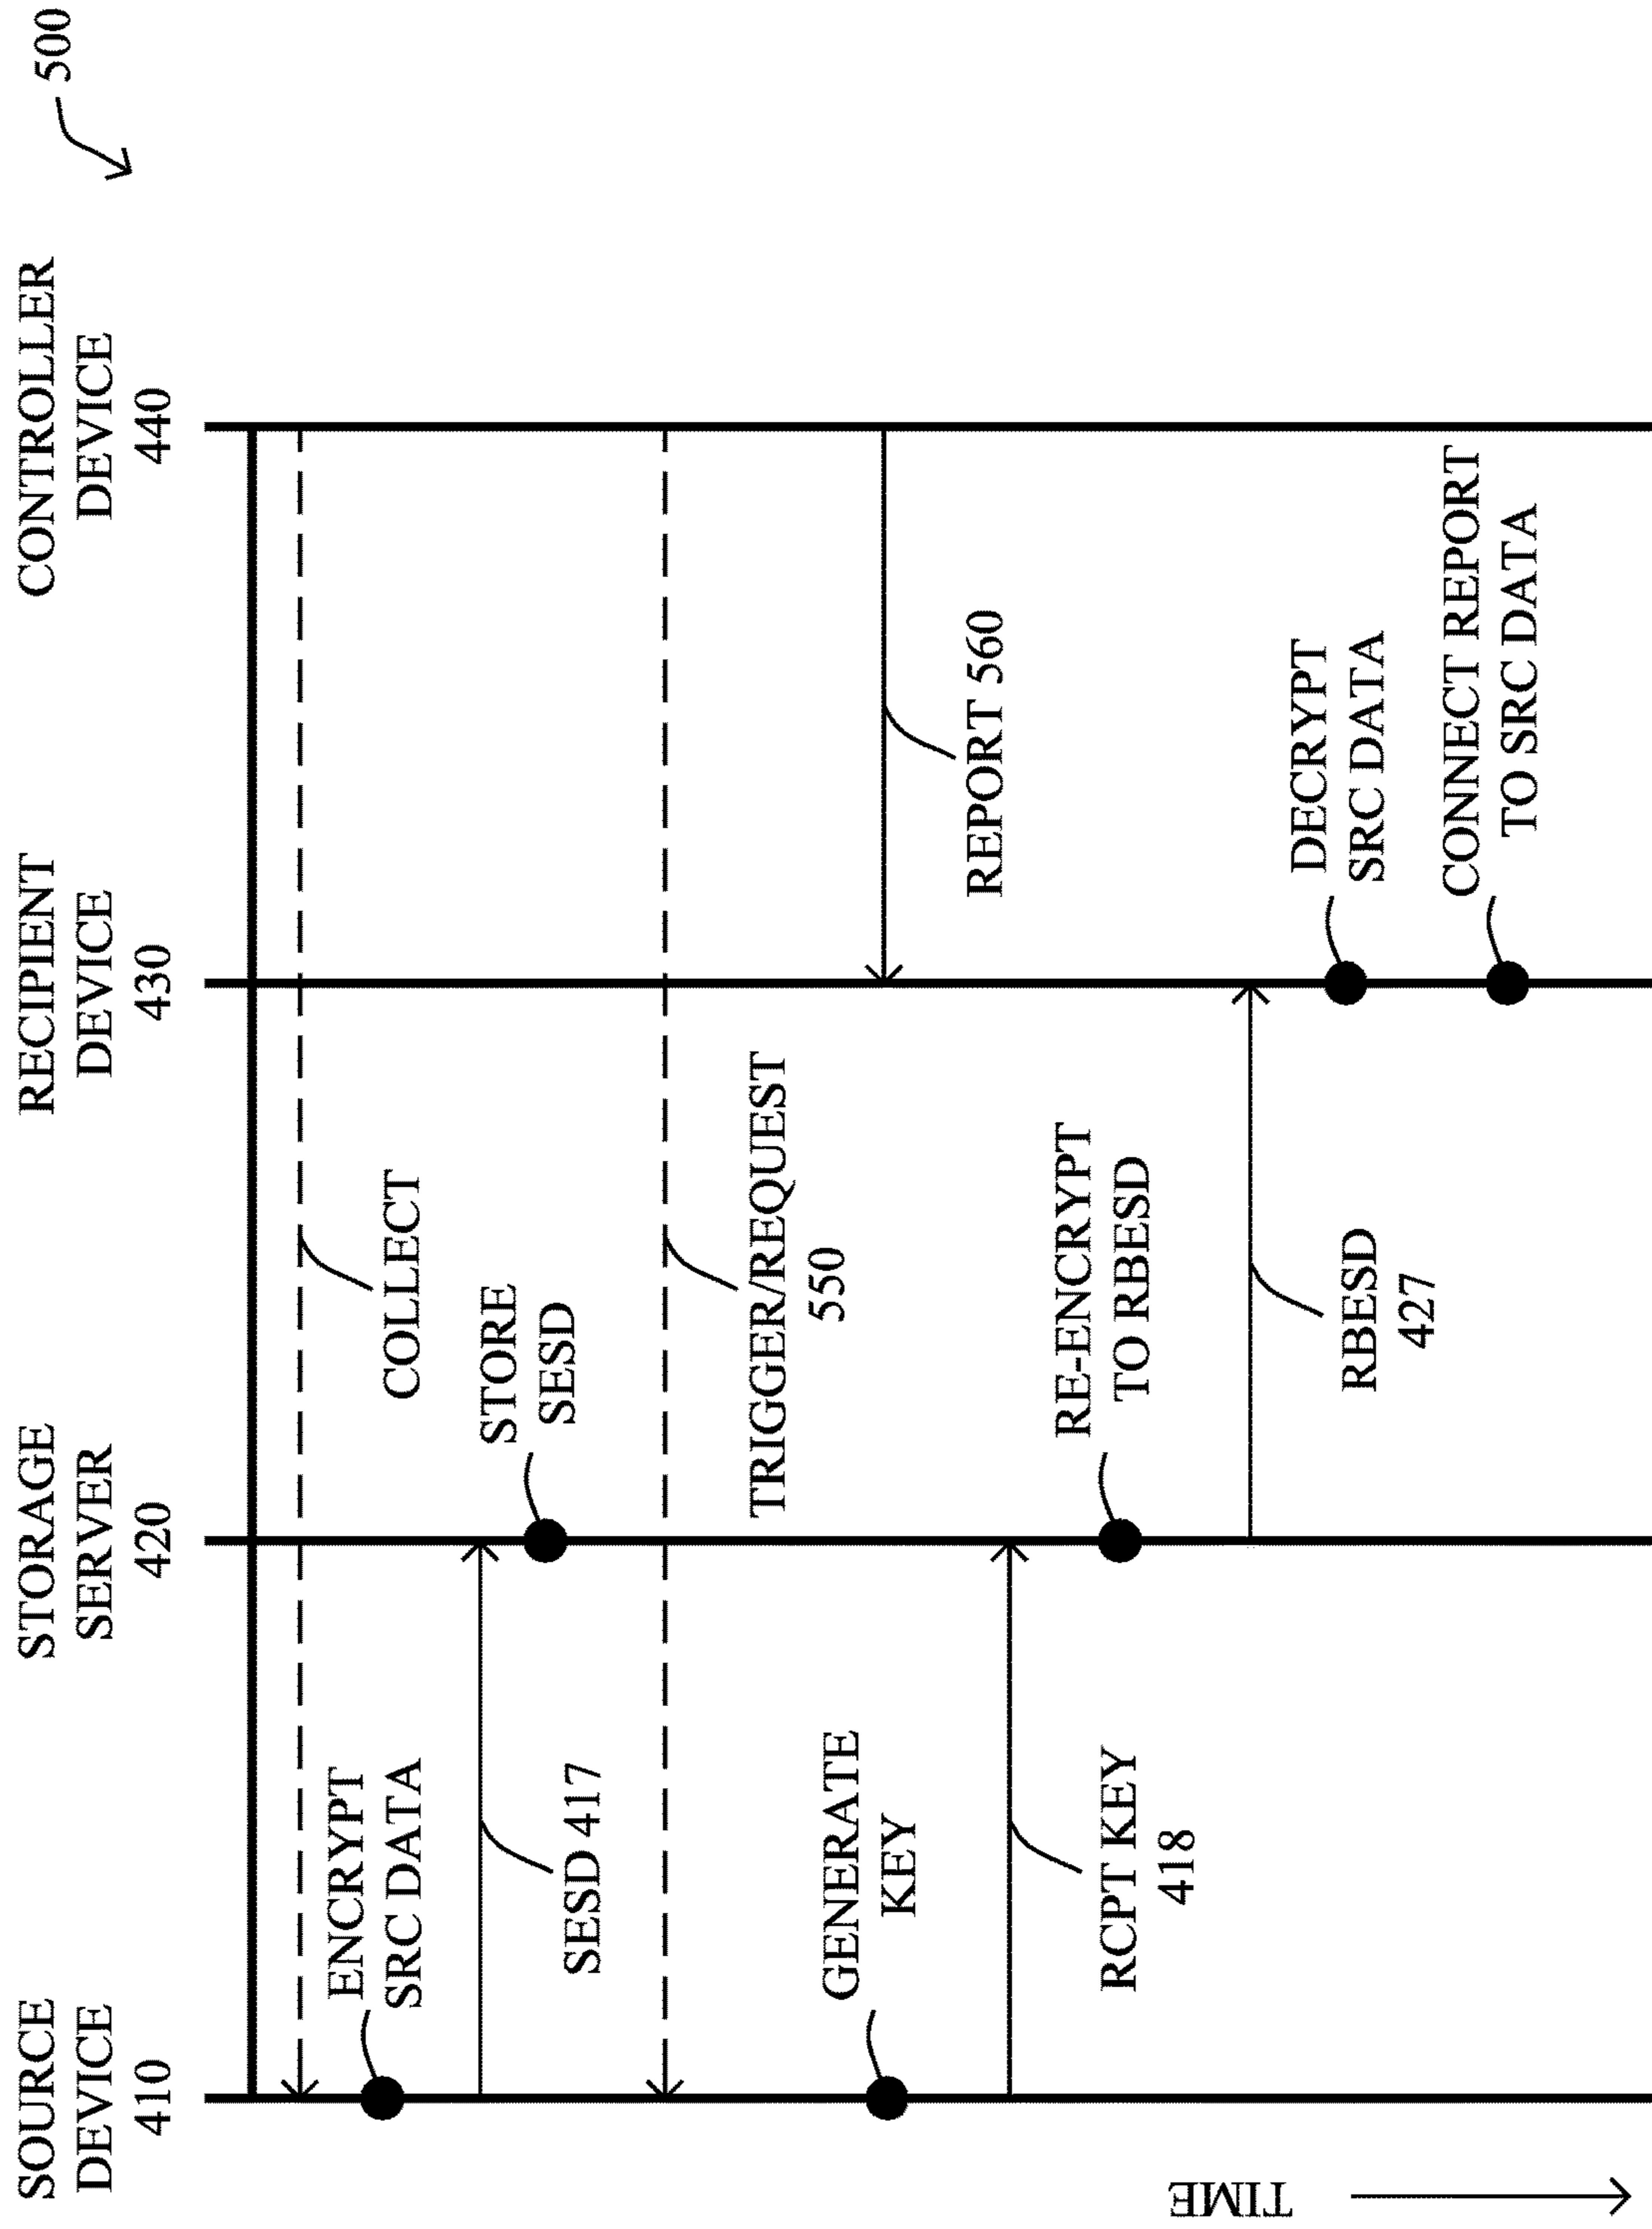 500
SOURCE
DEVICE
410
STORAGE
SERVER
420
RECIPIENT
DEVICE
430
CONTROLLER
DEVICE
440
COLLECT
ENCRYPT
SRC DATA
SESD 417
STORE
SESD
TRIGGER/REQUEST
550
GENERATE
KEY
REPORT 560
RCPT KEY
418
RE-ENCRYPT
TO RBESD
RBESD
427
DECRYPT
SRC DATA
CONNECT REPORT
TO SRC DATA
TIME